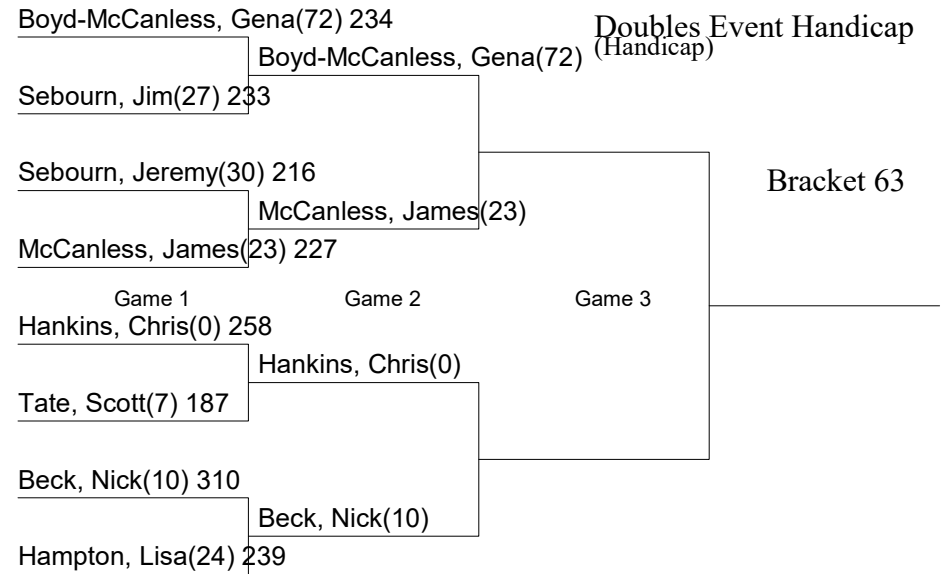 Boyd-McCanless, Gena(72) 234
Doubles Event Handicap
(Handicap)
Boyd-McCanless, Gena(72)
Sebourn, Jim(27) 233
Sebourn, Jeremy(30) 216
Bracket 63
McCanless, James(23)
McCanless, James(23) 227
Game 1
Game 2
Game 3
Hankins, Chris(0) 258
Hankins, Chris(0)
Tate, Scott(7) 187
Beck, Nick(10) 310
Beck, Nick(10)
Hampton, Lisa(24) 239